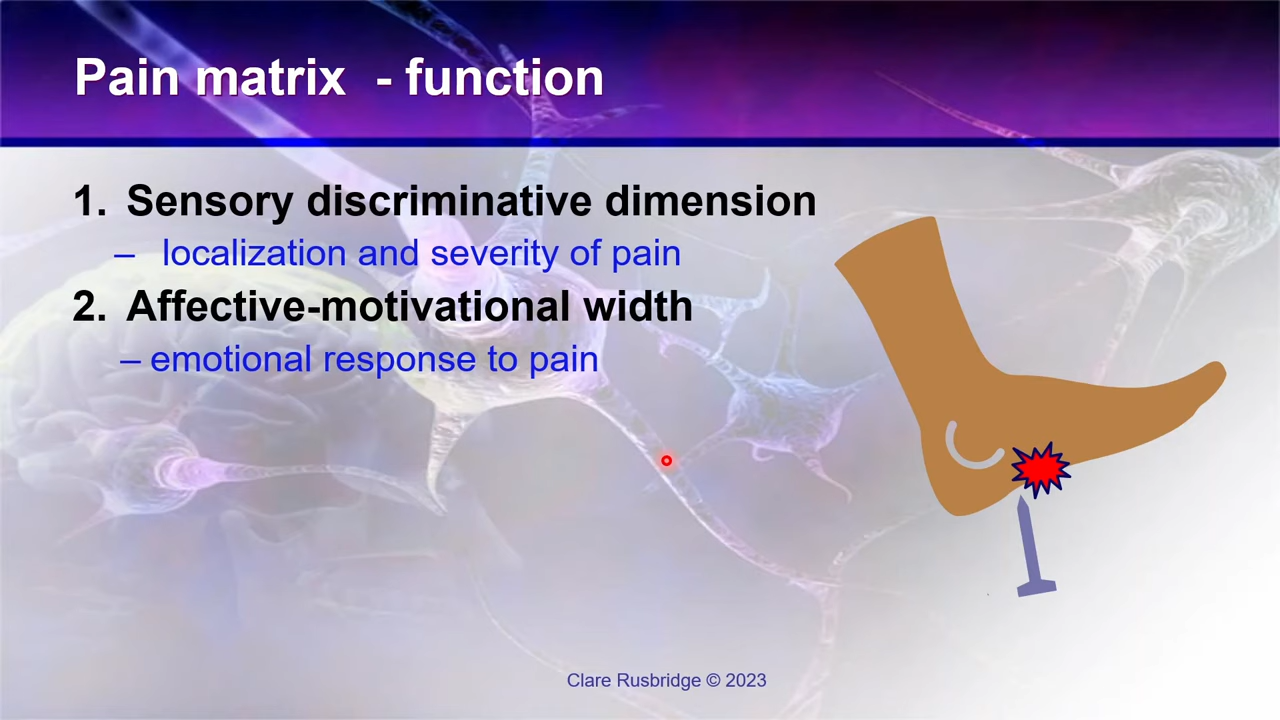 Pain matrix - function
1. Sensory discriminative dimension
– localization and severity of pain
2. Affective-motivational width
– emotional response to pain
Clare Rusbridge © 2023